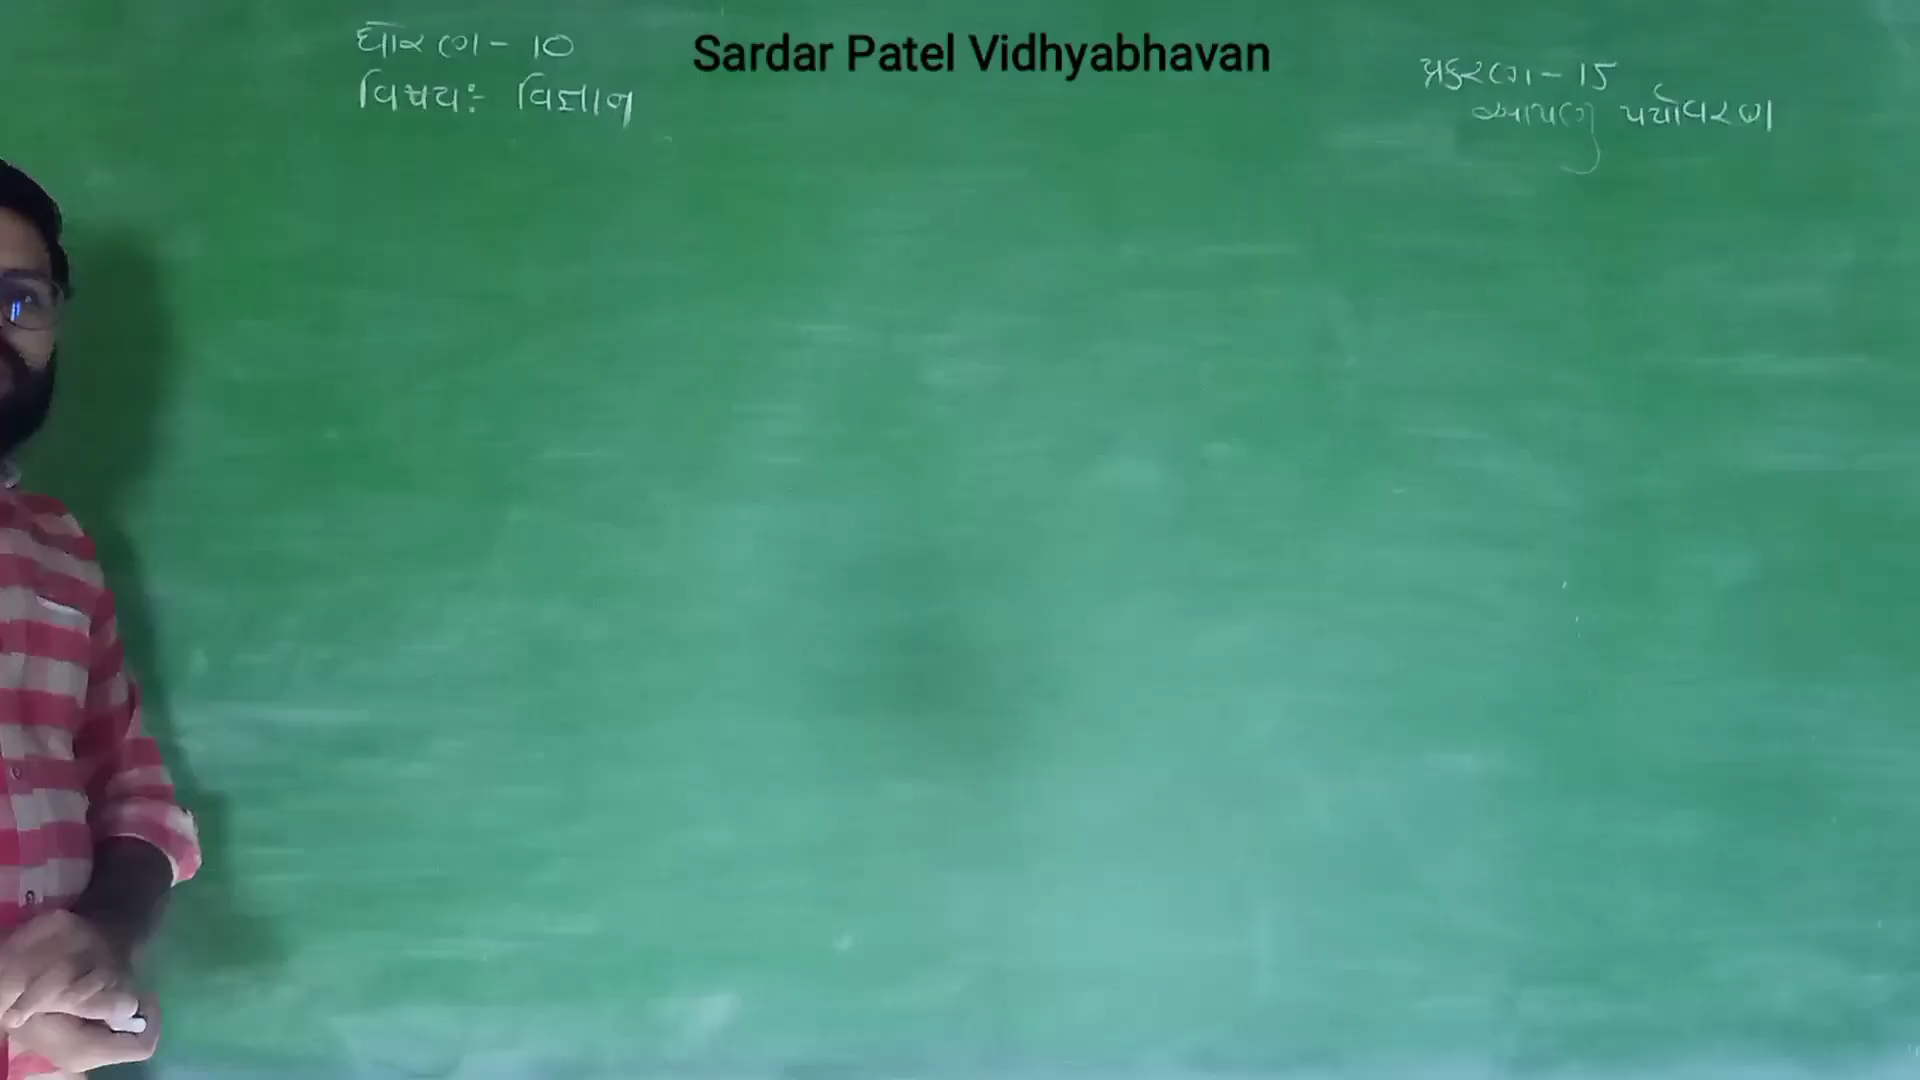 ધોરણ - 10
વિષય:- વિજ્ઞાન
Sardar Patel Vidhyabhavan
પ્રકરણ - 15
આપણુ પર્યાવરણ